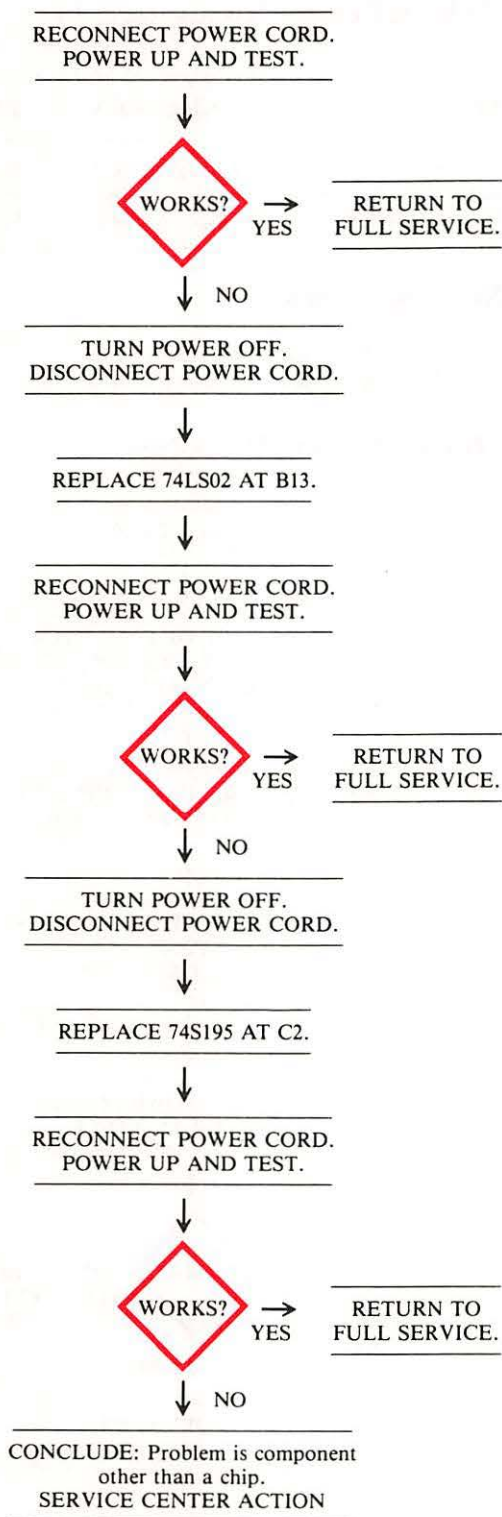 RECONNECT POWER CORD.
POWER UP AND TEST.
WORKS?
YES
RETURN TO
FULL SERVICE.
NO
TURN POWER OFF.
DISCONNECT POWER CORD.
REPLACE 74LS02 AT B13.
RECONNECT POWER CORD.
POWER UP AND TEST.
WORKS?
YES
RETURN TO
FULL SERVICE.
NO
TURN POWER OFF.
DISCONNECT POWER CORD.
REPLACE 74S195 AT C2.
RECONNECT POWER CORD.
POWER UP AND TEST.
WORKS?
YES
RETURN TO
FULL SERVICE.
NO
CONCLUDE: Problem is component
other than a chip.
SERVICE CENTER ACTION